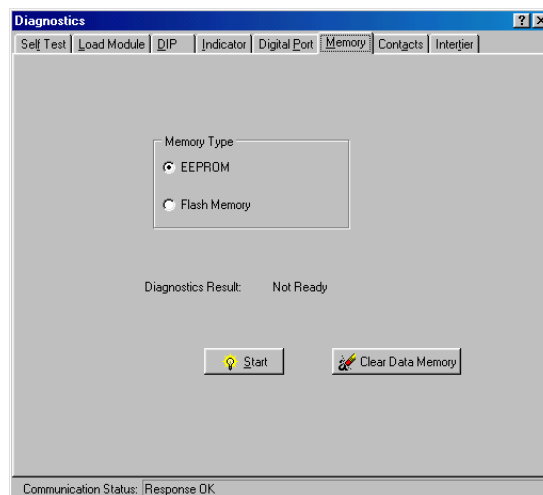 Diagnostics
Self Test Load Module DIP Indicator Digital Port Memory Contacts Intertier
Memory Type
EEPROM
Flash Memory
Diagnostics Result: Not Ready
Start Clear Data Memory
Communication Status: Response OK